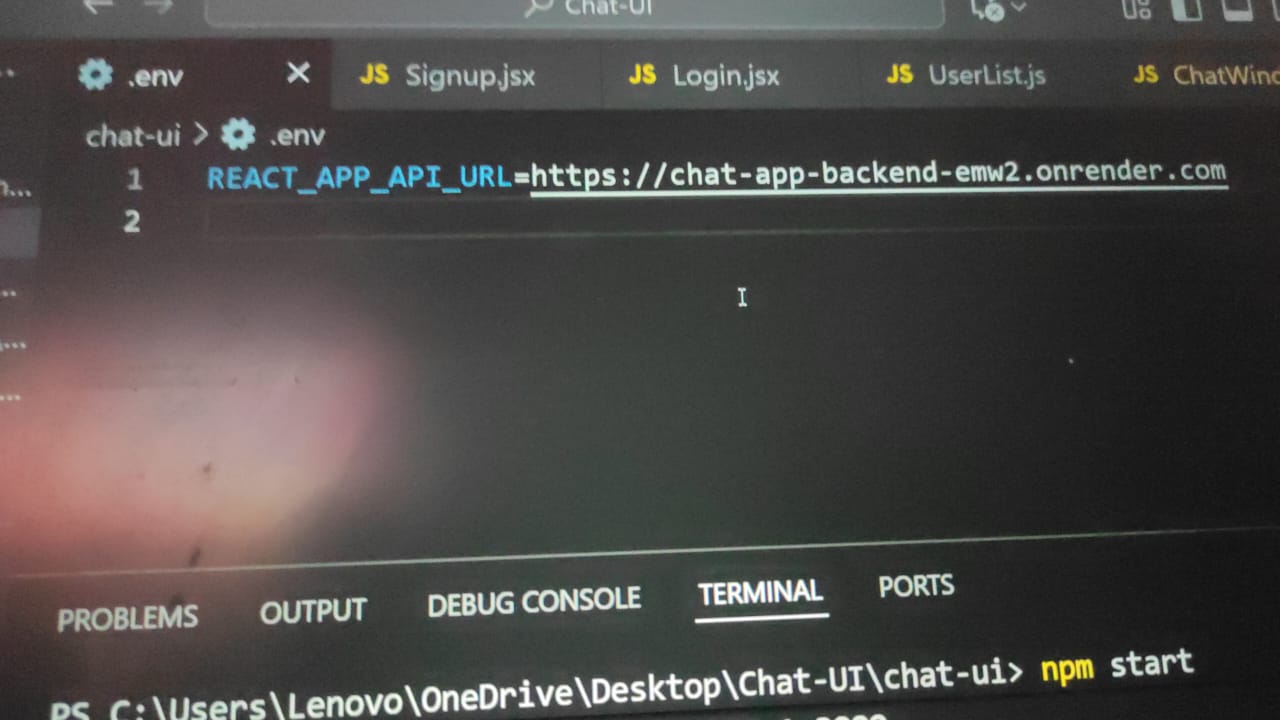 Chat-UI
.env
JS Signup.jsx
JS Login.jsx
JS UserList.js
JS ChatWind
chat-ui > .env
1 REACT_APP_API_URL=https://chat-app-backend-emw2.onrender.com
2
PROBLEMS OUTPUT DEBUG CONSOLE TERMINAL PORTS
PS C:\Users\Lenovo\OneDrive\Desktop\Chat-UI\chat-ui> npm start